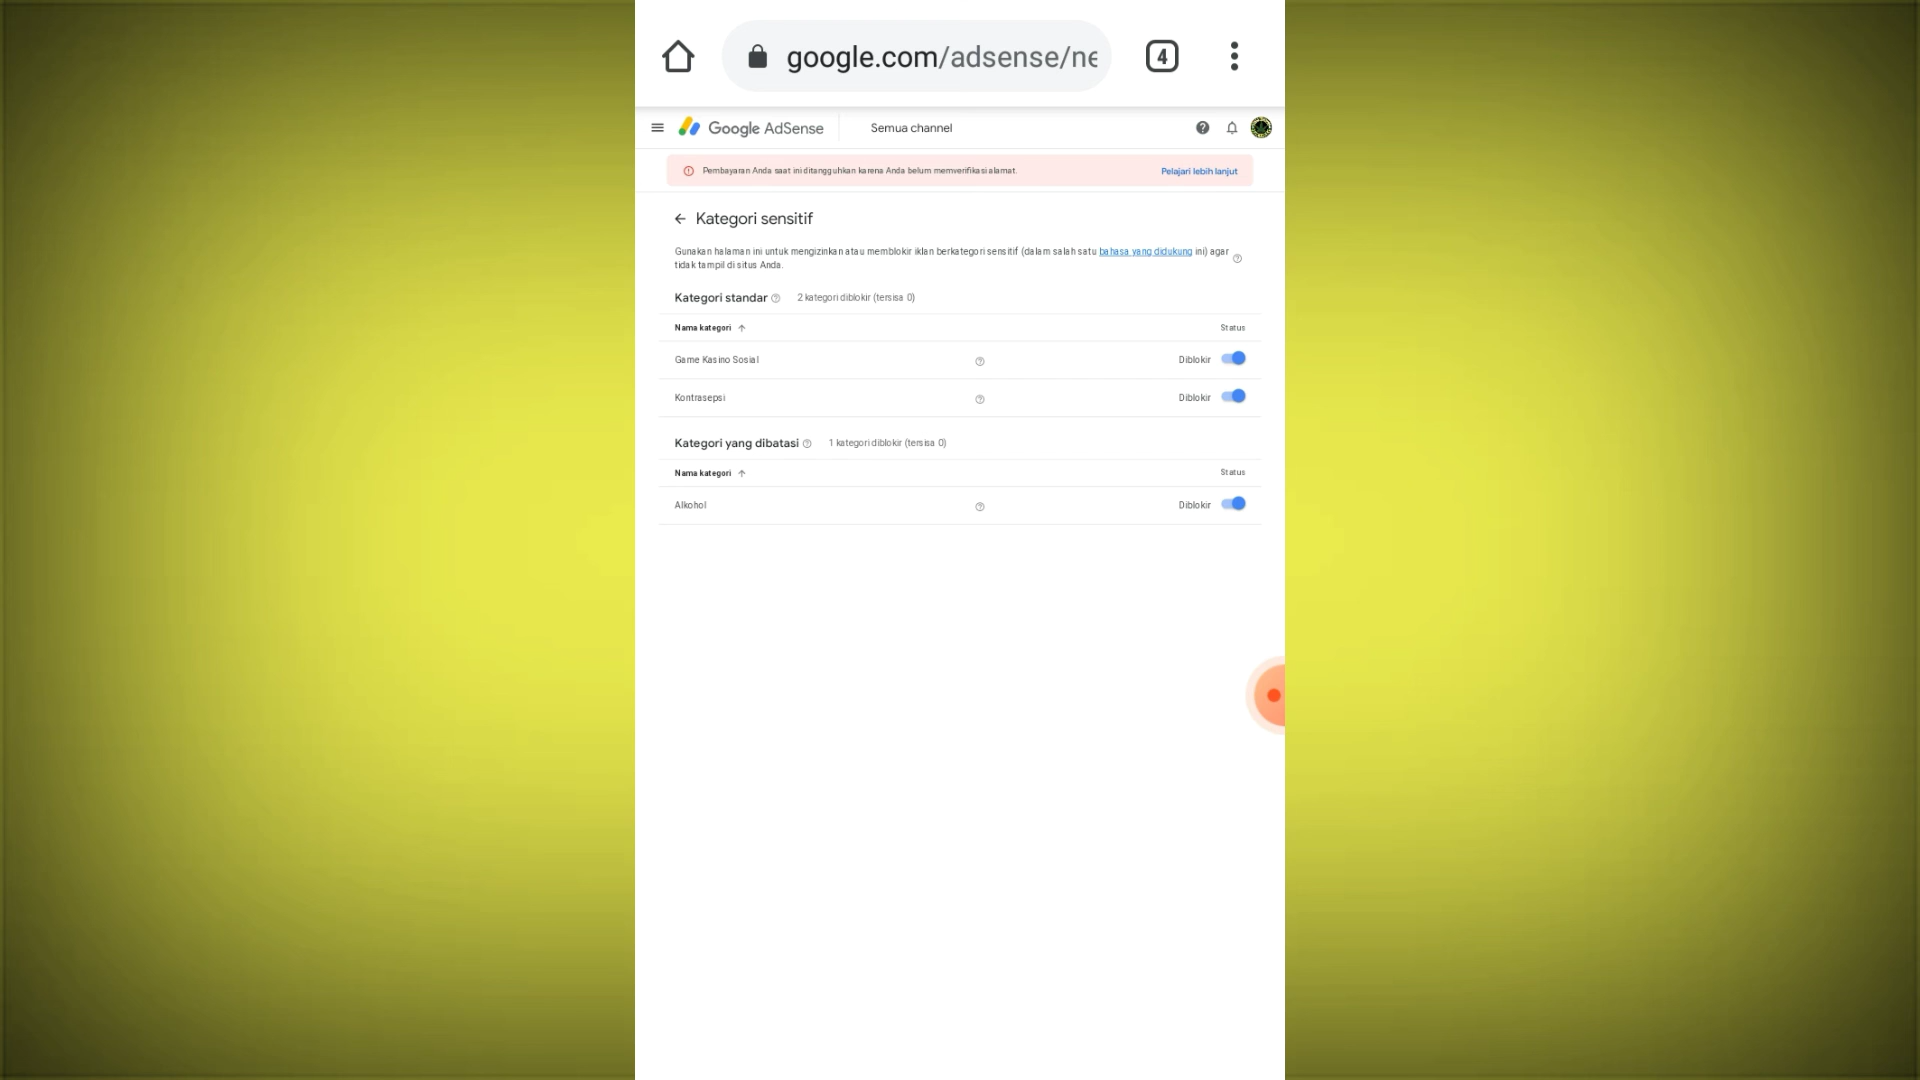 google.com/adsense/ne
4
Google AdSense
Semua channel
Pembayaran Anda saat ini ditangguhkan karena Anda belum memverifikasi alamat.
Pelajari lebih lanjut
Kategori sensitif
Gunakan halaman ini untuk mengizinkan atau memblokir iklan berkategori sensitif (dalam salah satu bahasa yang didukung ini) agar
tidak tampil di situs Anda.
Kategori standar 2 kategori diblokir (tersisa 0)
Nama kategori Status
Game Kasino Sosial Diblokir
Kontrasepsi Diblokir
Kategori yang dibatasi 1 kategori diblokir (tersisa 0)
Nama kategori Status
Alkohol Diblokir